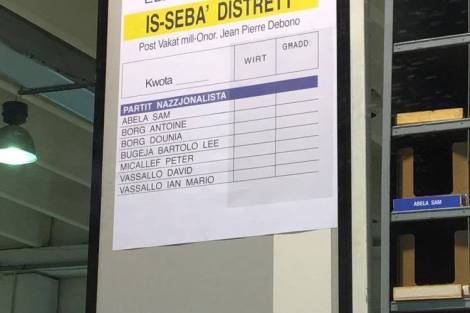 IS-SEBA' DISTRETT
Post Vakat mill-Onor. Jean Pierre Debono
Kwota
WIRT
GMADD.
PARTIT NAZZJONALISTA
ABELA SAM
BORG ANTOINE
BORG DOUNIA
BUGEJA BARTOLO LEE
MICALLEF PETER
VASSALLO DAVID
VASSALLO IAN MARIO
ABELA SAM